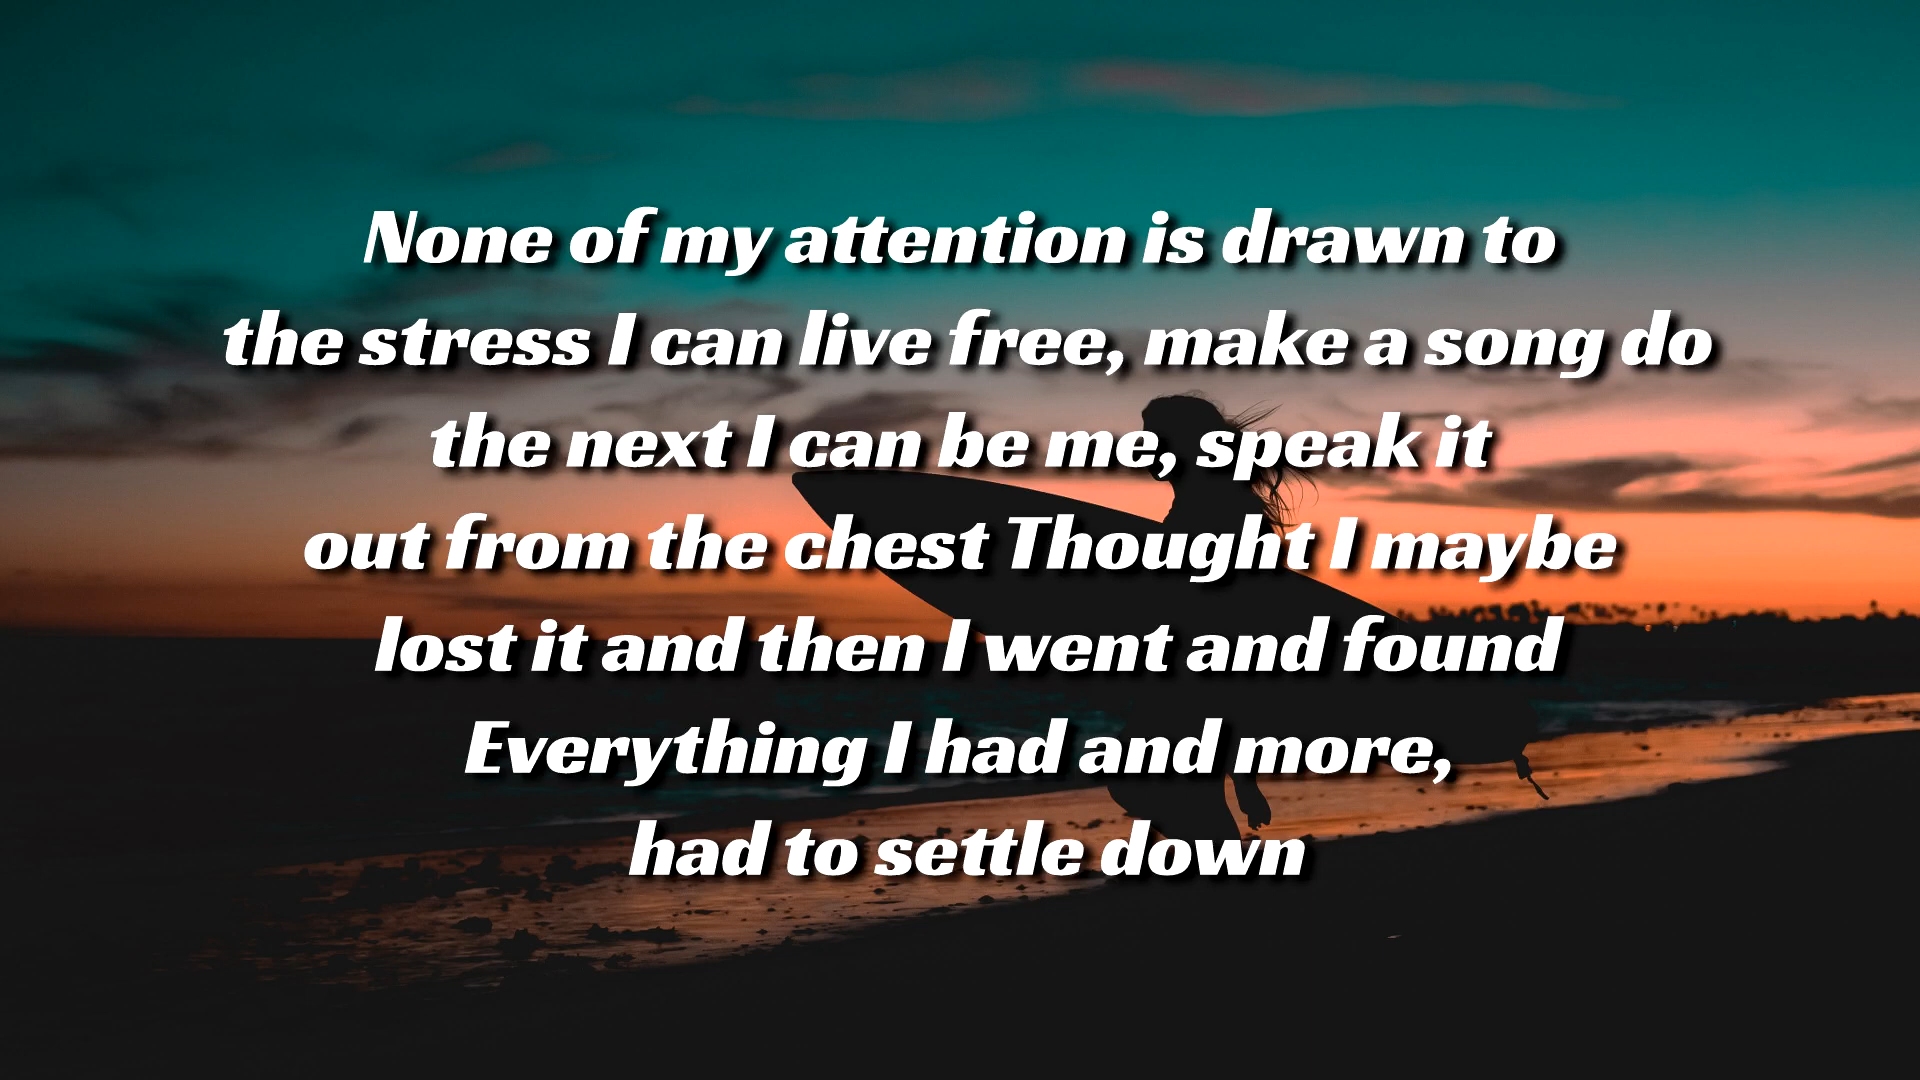 None of my attention is drawn to
the stress I can live free, make a song do
the next I can be me, speak it
out from the chest Thought I maybe
lost it and then I went and found
Everything I had and more,
had to settle down